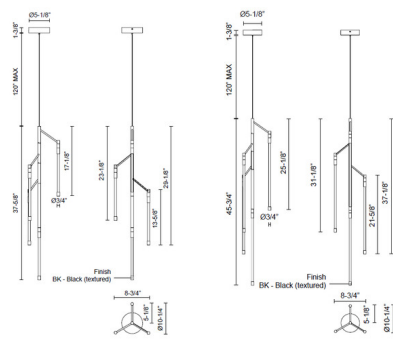 Ø5-1/8"
1-3/8"
120" MAX
37-5/8"
17-1/8"
Ø3/4"
H
23-1/8"
13-5/8"
29-1/8"
Finish
BK - Black (textured)
8-3/4"
5-1/8"
Ø10-1/4"
Ø5-1/8"
1-3/8"
120" MAX
45-3/4"
25-1/8"
Ø3/4"
H
31-1/8"
21-5/8"
37-1/8"
Finish
BK - Black (textured)
8-3/4"
5-1/8"
Ø10-1/4"